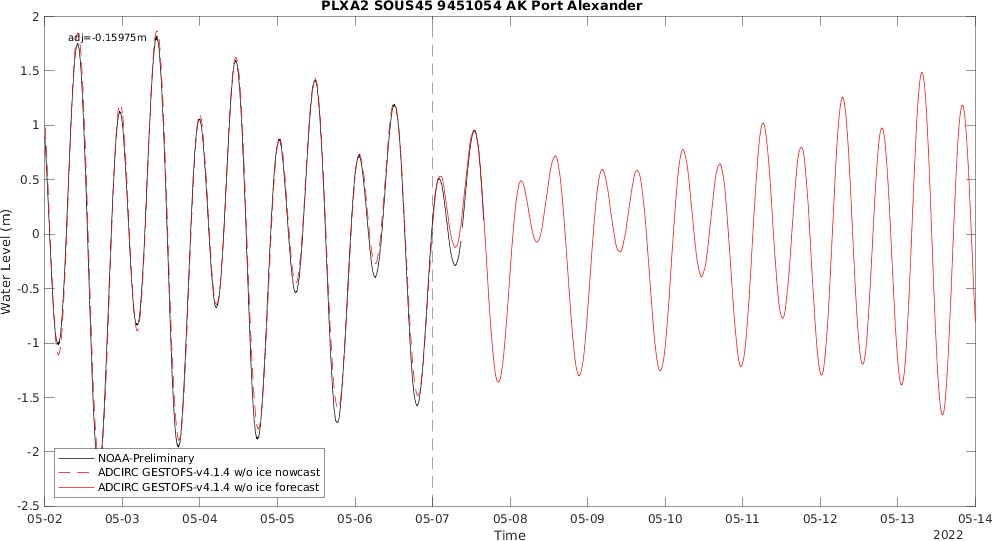 PLXA2 SOUS45 9451054 AK Port Alexander
adj=-0.15975m
2
1.5
1
0.5
0
-0.5
-1
-1.5
-2
-2.5
Water Level (m)
NOAA-Preliminary
ADCIRC GESTOFS-v4.1.4 w/o ice nowcast
ADCIRC GESTOFS-v4.1.4 w/o ice forecast
05-02 05-03 05-04 05-05 05-06 05-07 05-08 05-09 05-10 05-11 05-12 05-13 05-14
Time
2022